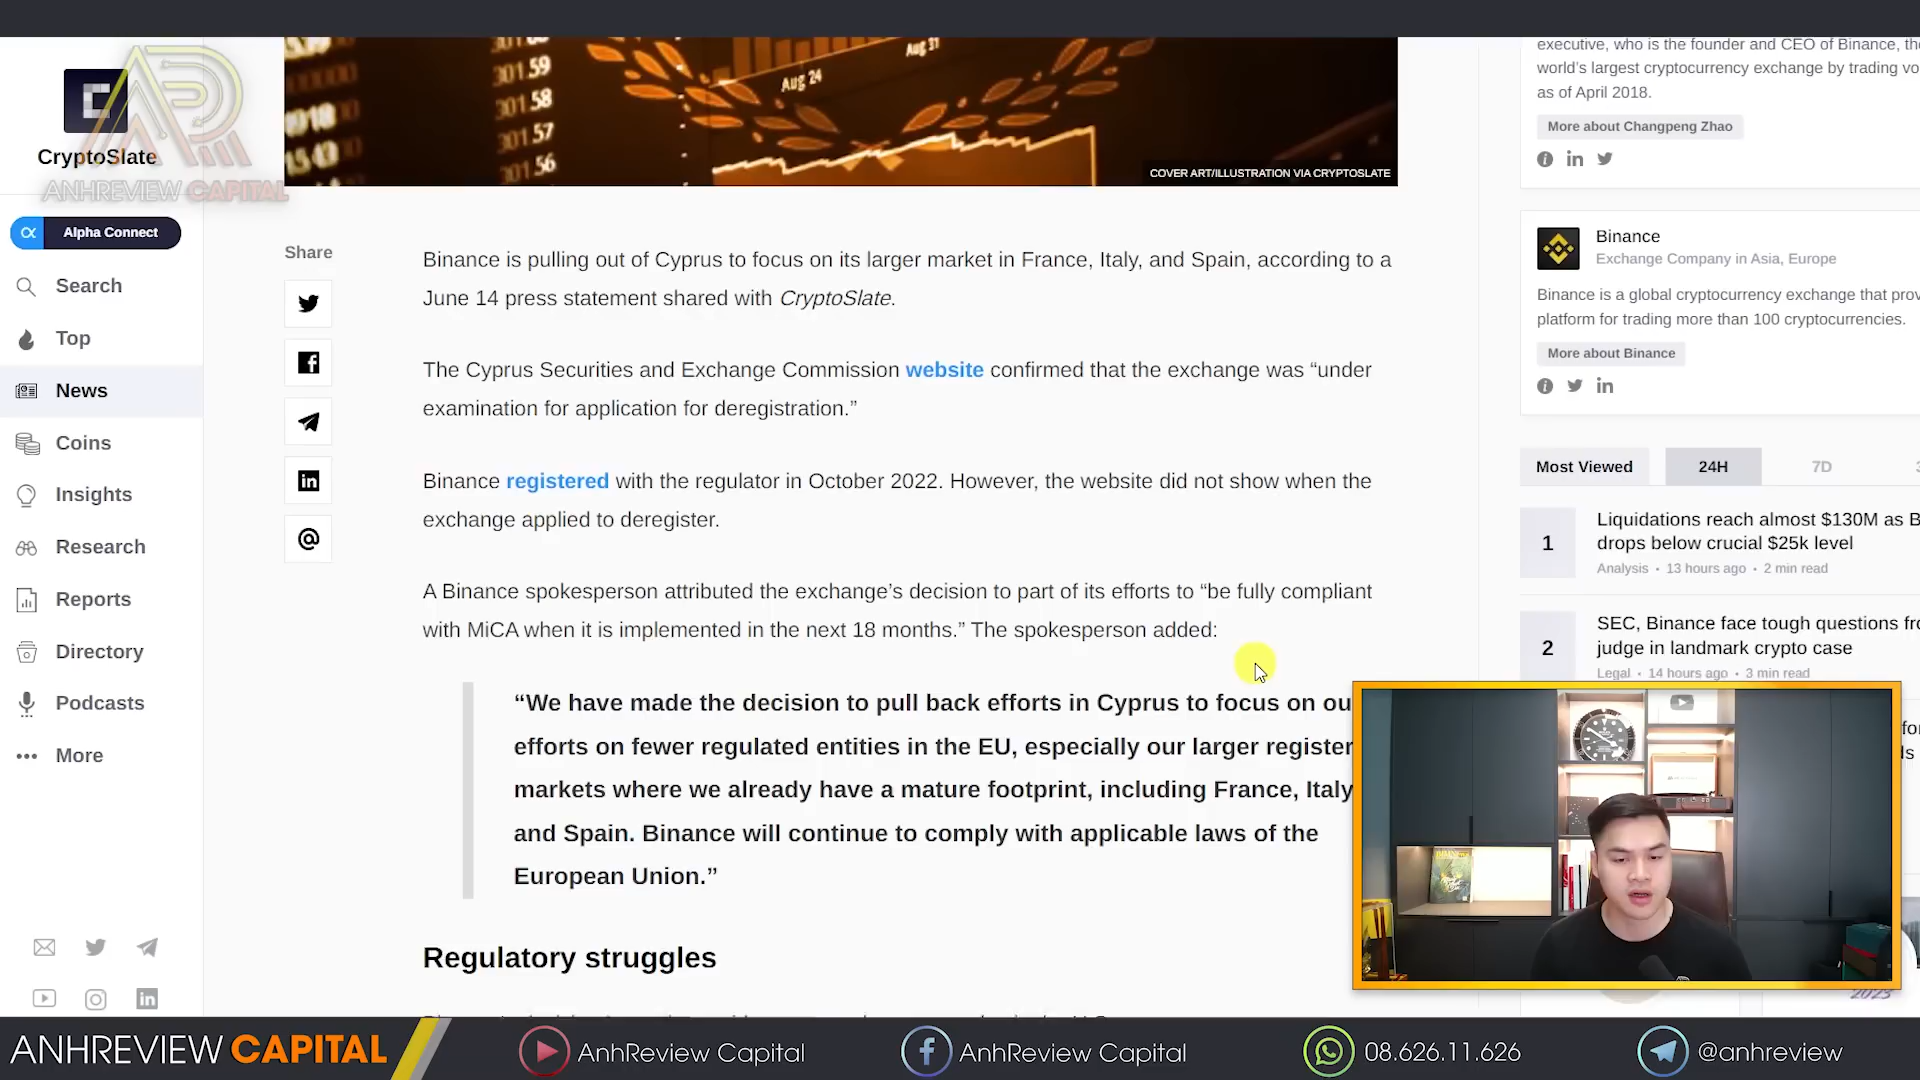 CryptoSlate
ANHREVIEW CAPITAL
Alpha Connect
Search
Top
News
Coins
Insights
Research
Reports
Directory
Podcasts
More
301.59
301.58
301.57
301.56
Aug 24
Aug 31
COVER ART/ILLUSTRATION VIA CRYPTOSLATE
Share
Binance is pulling out of Cyprus to focus on its larger market in France, Italy, and Spain, according to a
June 14 press statement shared with CryptoSlate.
The Cyprus Securities and Exchange Commission website confirmed that the exchange was “under
examination for application for deregistration.”
Binance registered with the regulator in October 2022. However, the website did not show when the
exchange applied to deregister.
A Binance spokesperson attributed the exchange’s decision to part of its efforts to “be fully compliant
with MiCA when it is implemented in the next 18 months.” The spokesperson added:
“We have made the decision to pull back efforts in Cyprus to focus on ou
efforts on fewer regulated entities in the EU, especially our larger register
markets where we already have a mature footprint, including France, Italy
and Spain. Binance will continue to comply with applicable laws of the
European Union.”
Regulatory struggles
executive, who is the founder and CEO of Binance, the
world’s largest cryptocurrency exchange by trading vo
as of April 2018.
More about Changpeng Zhao
Binance
Exchange Company in Asia, Europe
Binance is a global cryptocurrency exchange that prov
platform for trading more than 100 cryptocurrencies.
More about Binance
Most Viewed 24H 7D
1
Liquidations reach almost $130M as B
drops below crucial $25k level
Analysis • 13 hours ago • 2 min read
2
SEC, Binance face tough questions fro
judge in landmark crypto case
Legal • 14 hours ago • 3 min read
2023
ANHREVIEW CAPITAL
AnhReview Capital
AnhReview Capital
08.626.11.626
@anhreview